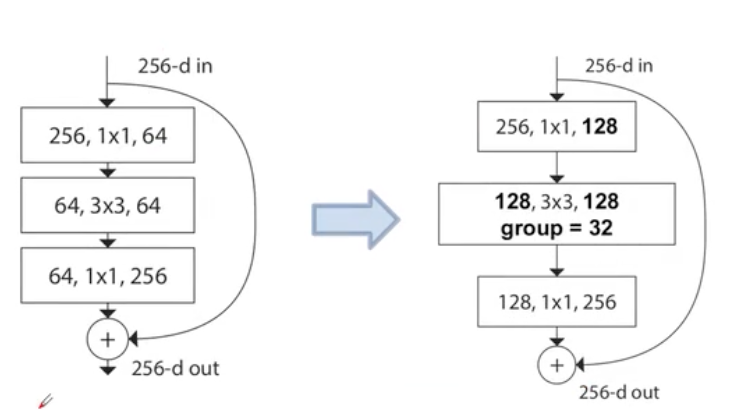 256-d in
256, 1x1, 64
64, 3x3, 64
64, 1x1, 256
+
256-d out
256-d in
256, 1x1, 128
128, 3x3, 128
group = 32
128, 1x1, 256
+
256-d out